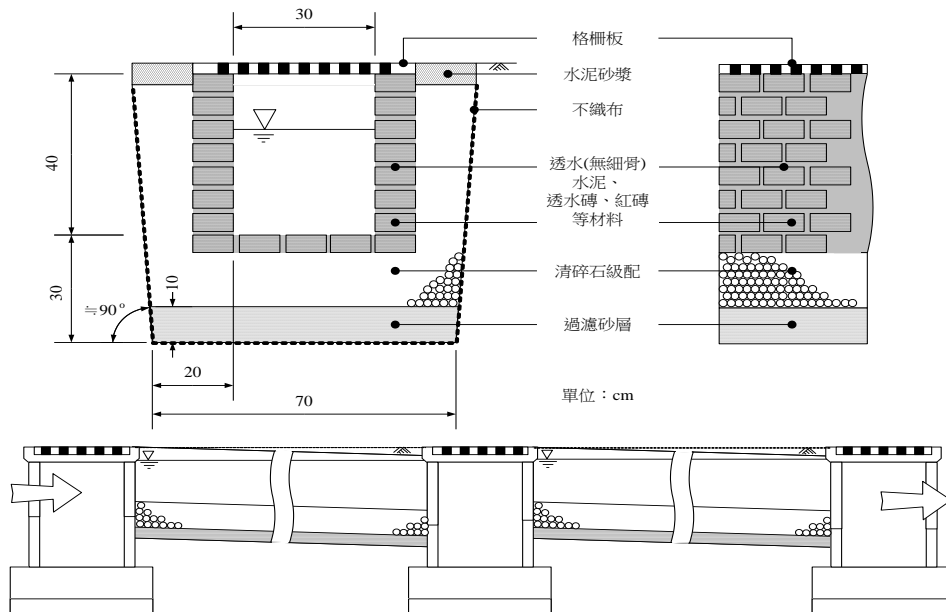 30
格柵板
水泥砂漿
不織布
40
透水(無細骨)
水泥、
透水磚、紅磚
等材料
清碎石級配
30
10
≒90°
過濾砂層
20
70
單位：cm